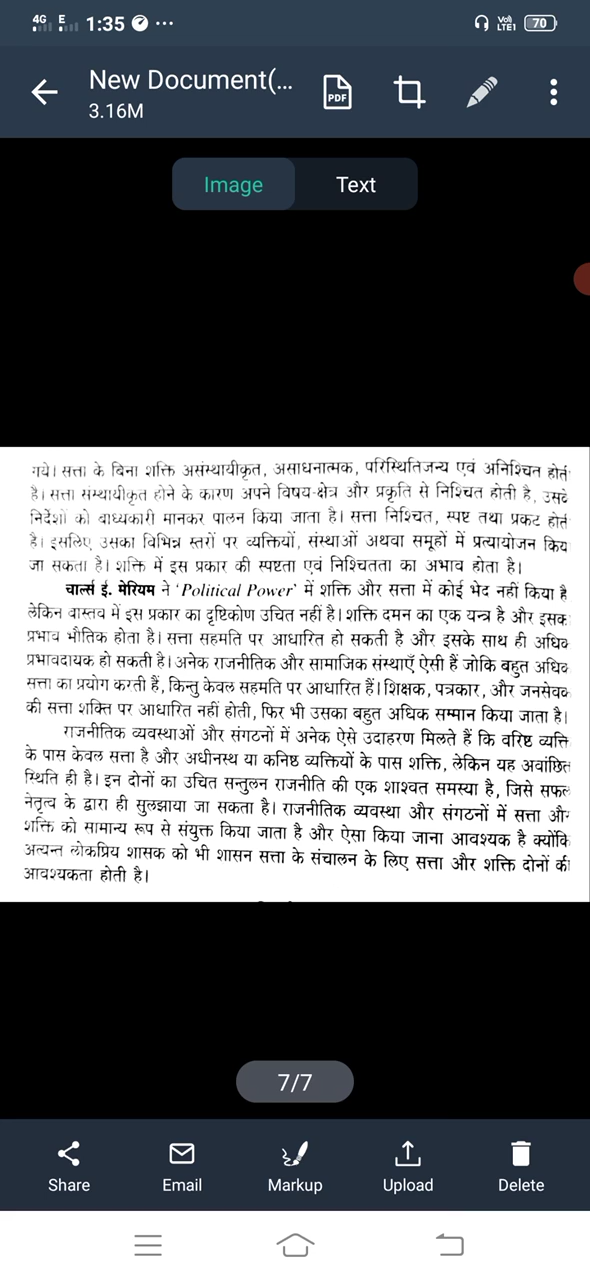 4G E 1:35 ...
Vo) LTE1 70
New Document(...
3.16M
PDF
Image Text
गये। सत्ता के बिना शक्ति असंस्थायीकृत, असाधनात्मक, परिस्थितिजन्य एवं अनिश्चित होत
है। सत्ता संस्थायीकृत होने के कारण अपने विषय-क्षेत्र और प्रकृति से निश्चित होती है, उसके
निर्देशों को बाध्यकारी मानकर पालन किया जाता है। सत्ता निश्चित, स्पष्ट तथा प्रकट होत
है। इसलिए उसका विभिन्न स्तरों पर व्यक्तियों, संस्थाओं अथवा समूहों में प्रत्यायोजन किय
जा सकता है। शक्ति में इस प्रकार की स्पष्टता एवं निश्चितता का अभाव होता है।
चार्ल्स ई. मेरियम ने 'Political Power' में शक्ति और सत्ता में कोई भेद नहीं किया है
लेकिन वास्तव में इस प्रकार का दृष्टिकोण उचित नहीं है। शक्ति दमन का एक यन्त्र है और इसक
प्रभाव भौतिक होता है। सत्ता सहमति पर आधारित हो सकती है और इसके साथ ही अधिक
प्रभावदायक हो सकती है। अनेक राजनीतिक और सामाजिक संस्थाएँ ऐसी हैं जोकि बहुत अधिक
सत्ता का प्रयोग करती हैं, किन्तु केवल सहमति पर आधारित हैं। शिक्षक, पत्रकार, और जनसेवक
की सत्ता शक्ति पर आधारित नहीं होती, फिर भी उसका बहुत अधिक सम्मान किया जाता है।
राजनीतिक व्यवस्थाओं और संगठनों में अनेक ऐसे उदाहरण मिलते हैं कि वरिष्ठ व्यक्ति
के पास केवल सत्ता है और अधीनस्थ या कनिष्ठ व्यक्तियों के पास शक्ति, लेकिन यह अवांछित
स्थिति ही है। इन दोनों का उचित सन्तुलन राजनीति की एक शाश्वत समस्या है, जिसे सफल
नेतृत्व के द्वारा ही सुलझाया जा सकता है। राजनीतिक व्यवस्था और संगठनों में सत्ता और
शक्ति को सामान्य रूप से संयुक्त किया जाता है और ऐसा किया जाना आवश्यक है क्योंकि
अत्यन्त लोकप्रिय शासक को भी शासन सत्ता के संचालन के लिए सत्ता और शक्ति दोनों की
आवश्यकता होती है।
7/7
Share Email Markup Upload Delete